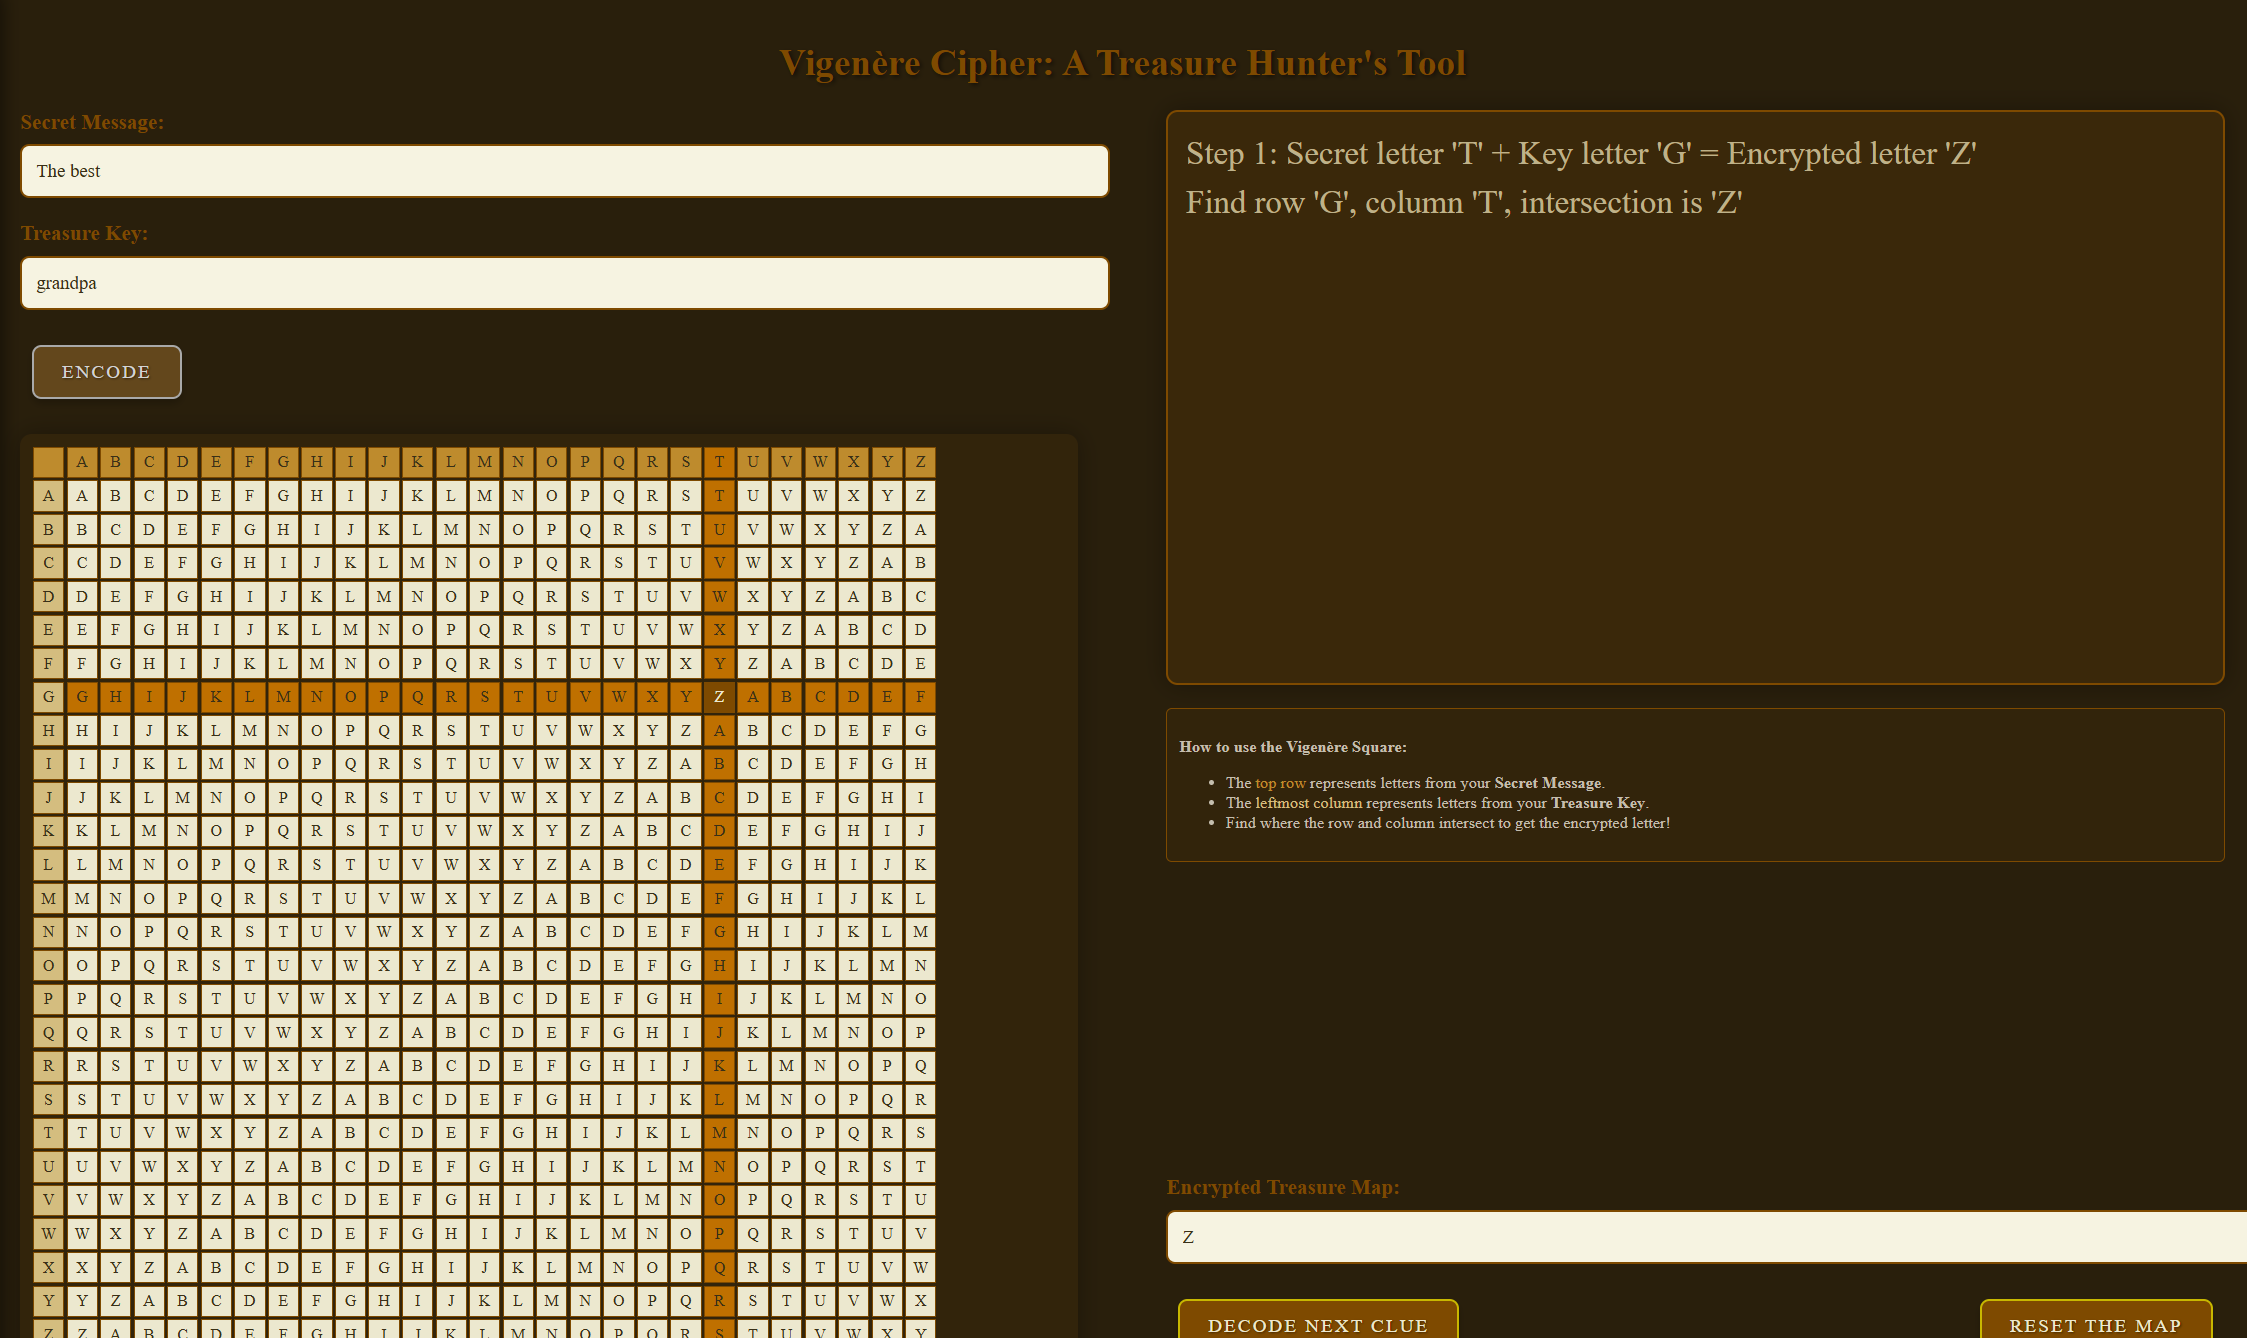 Vigenère Cipher: A Treasure Hunter's Tool
Secret Message:
The best
Treasure Key:
grandpa
ENCODE
A B C D E F G H I J K L M N O P Q R S T U V W X Y Z
A A B C D E F G H I J K L M N O P Q R S T U V W X Y Z
B B C D E F G H I J K L M N O P Q R S T U V W X Y Z A
C C D E F G H I J K L M N O P Q R S T U V W X Y Z A B
D D E F G H I J K L M N O P Q R S T U V W X Y Z A B C
E E F G H I J K L M N O P Q R S T U V W X Y Z A B C D
F F G H I J K L M N O P Q R S T U V W X Y Z A B C D E
G G H I J K L M N O P Q R S T U V W X Y Z A B C D E F
H H I J K L M N O P Q R S T U V W X Y Z A B C D E F G
I I J K L M N O P Q R S T U V W X Y Z A B C D E F G H
J J K L M N O P Q R S T U V W X Y Z A B C D E F G H I
K K L M N O P Q R S T U V W X Y Z A B C D E F G H I J
L L M N O P Q R S T U V W X Y Z A B C D E F G H I J K
M M N O P Q R S T U V W X Y Z A B C D E F G H I J K L
N N O P Q R S T U V W X Y Z A B C D E F G H I J K L M
O O P Q R S T U V W X Y Z A B C D E F G H I J K L M N
P P Q R S T U V W X Y Z A B C D E F G H I J K L M N O
Q Q R S T U V W X Y Z A B C D E F G H I J K L M N O P
R R S T U V W X Y Z A B C D E F G H I J K L M N O P Q
S S T U V W X Y Z A B C D E F G H I J K L M N O P Q R
T T U V W X Y Z A B C D E F G H I J K L M N O P Q R S
U U V W X Y Z A B C D E F G H I J K L M N O P Q R S T
V V W X Y Z A B C D E F G H I J K L M N O P Q R S T U
W W X Y Z A B C D E F G H I J K L M N O P Q R S T U V
X X Y Z A B C D E F G H I J K L M N O P Q R S T U V W
Y Y Z A B C D E F G H I J K L M N O P Q R S T U V W X
Z Z A B C D E F G H I J K L M N O P Q R S T U V W X Y
Step 1: Secret letter 'T' + Key letter 'G' = Encrypted letter 'Z'
Find row 'G', column 'T', intersection is 'Z'
How to use the Vigenère Square:
• The top row represents letters from your Secret Message.
• The leftmost column represents letters from your Treasure Key.
• Find where the row and column intersect to get the encrypted letter!
Encrypted Treasure Map:
Z
DECODE NEXT CLUE
RESET THE MAP